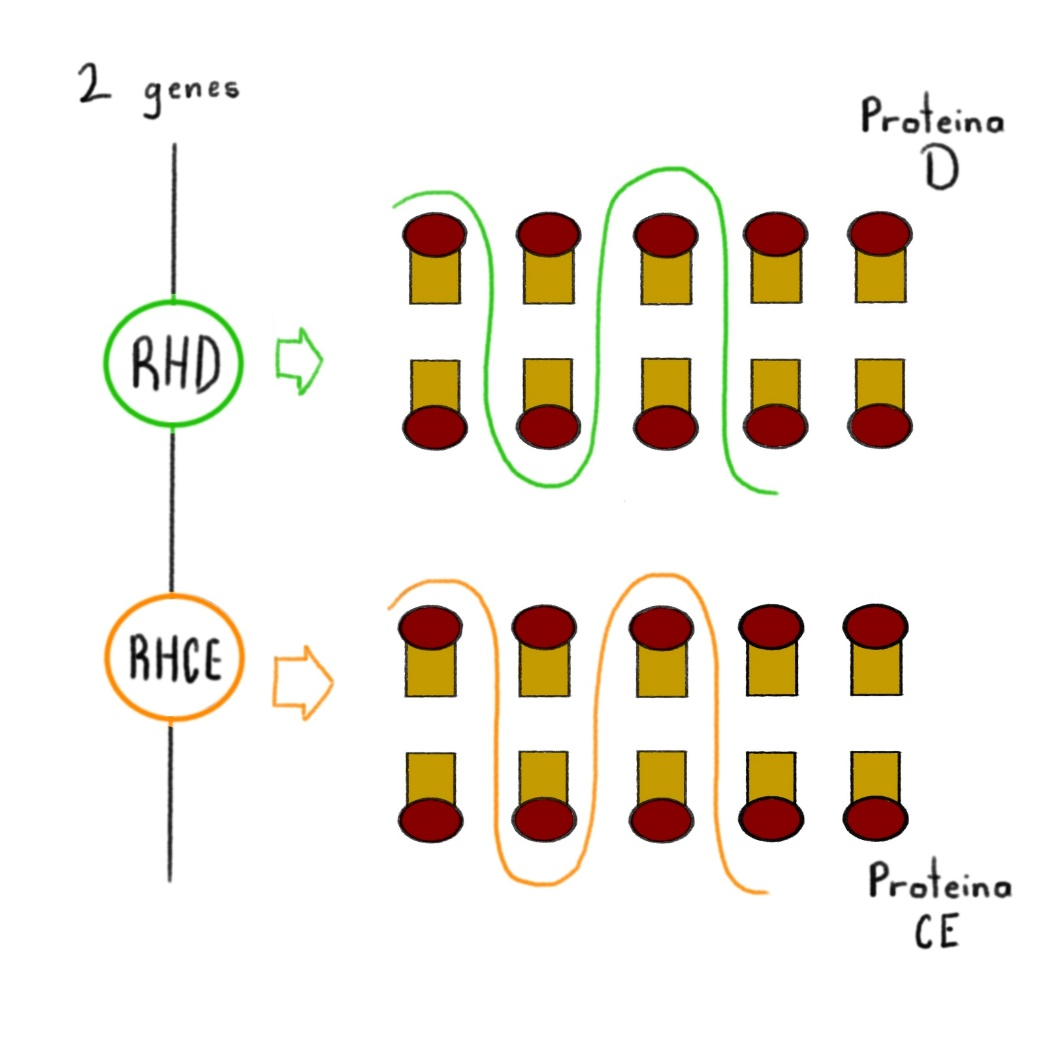 2 genes
Proteina
D
RHD
RHCE
Proteina
CE